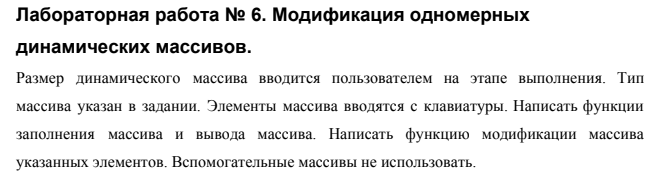 Лабораторная работа № 6. Модификация одномерных
динамических массивов.
Размер динамического массива вводится пользователем на этапе выполнения. Тип
массива указан в задании. Элементы массива вводятся с клавиатуры. Написать функции
заполнения массива и вывода массива. Написать функцию модификации массива
указанных элементов. Вспомогательные массивы не использовать.